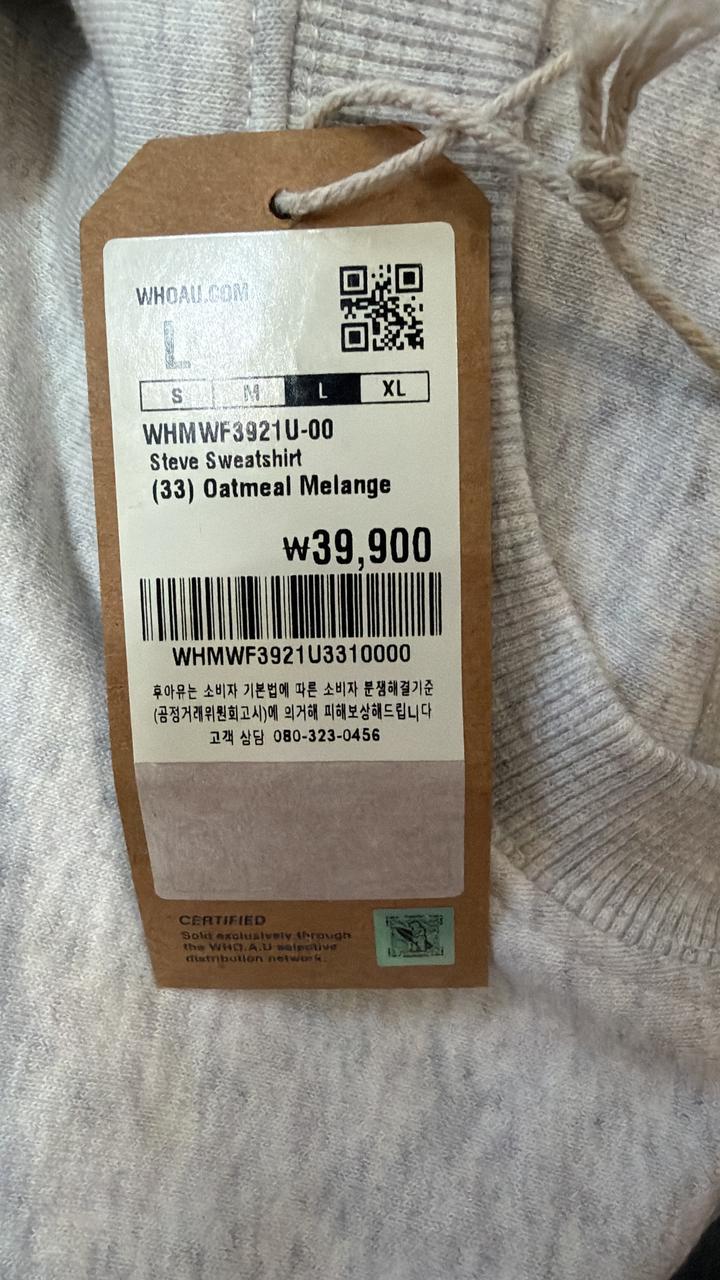 WHOAU.COM
L
S M L XL
WHMWF3921U-00
Steve Sweatshirt
(33) Oatmeal Melange
₩39,900
WHMWF3921U3310000
후아유는 소비자 기본법에 따른 소비자 분쟁해결기준
(공정거래위원회고시)에 의거해 피해보상해드립니다
고객 상담 080-323-0456
CERTIFIED
Sold exclusively through
the WHO.A.U selective
distribution network.